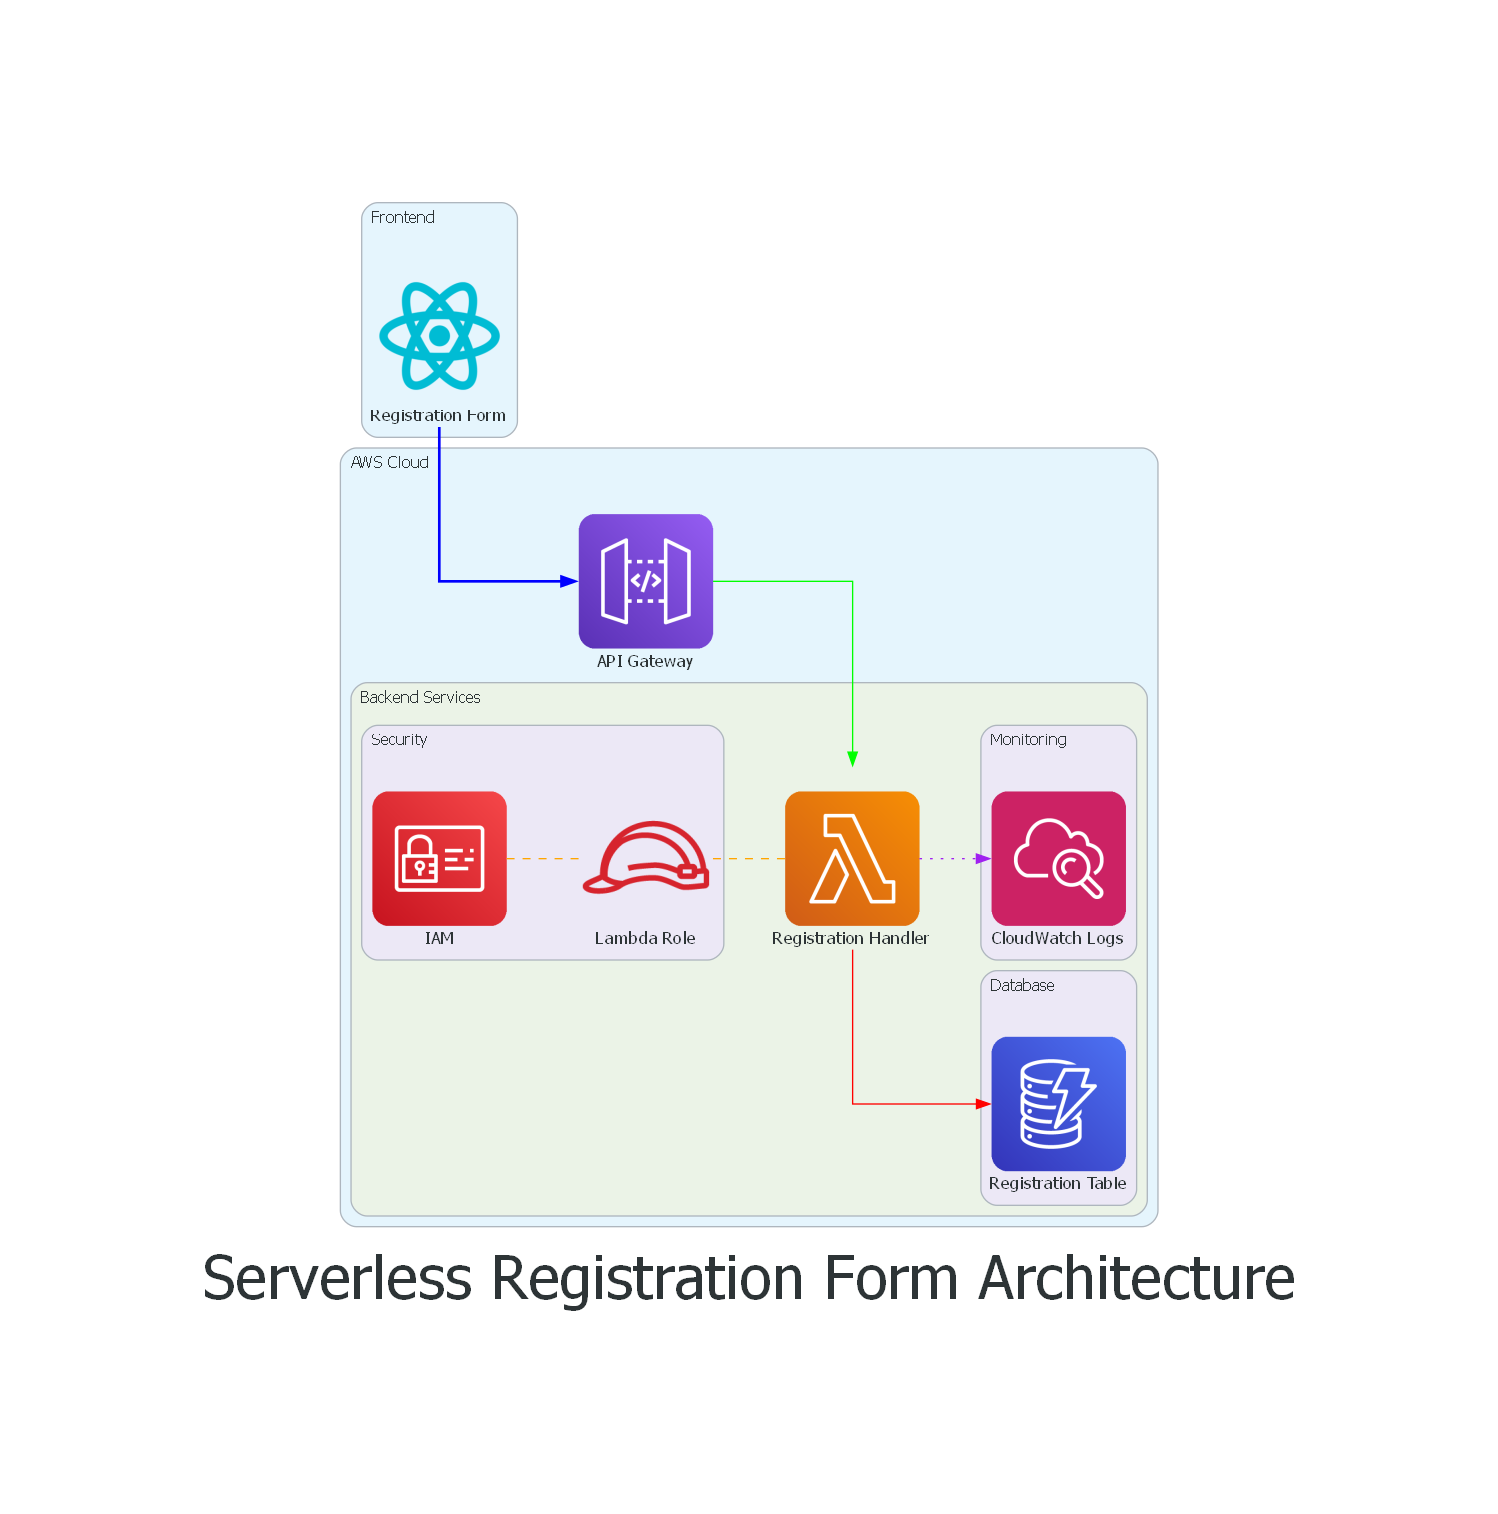 Frontend
Registration Form
AWS Cloud
</>
API Gateway
Backend Services
Security
Monitoring
IAM
Lambda Role
Registration Handler
CloudWatch Logs
Database
Registration Table
Serverless Registration Form Architecture